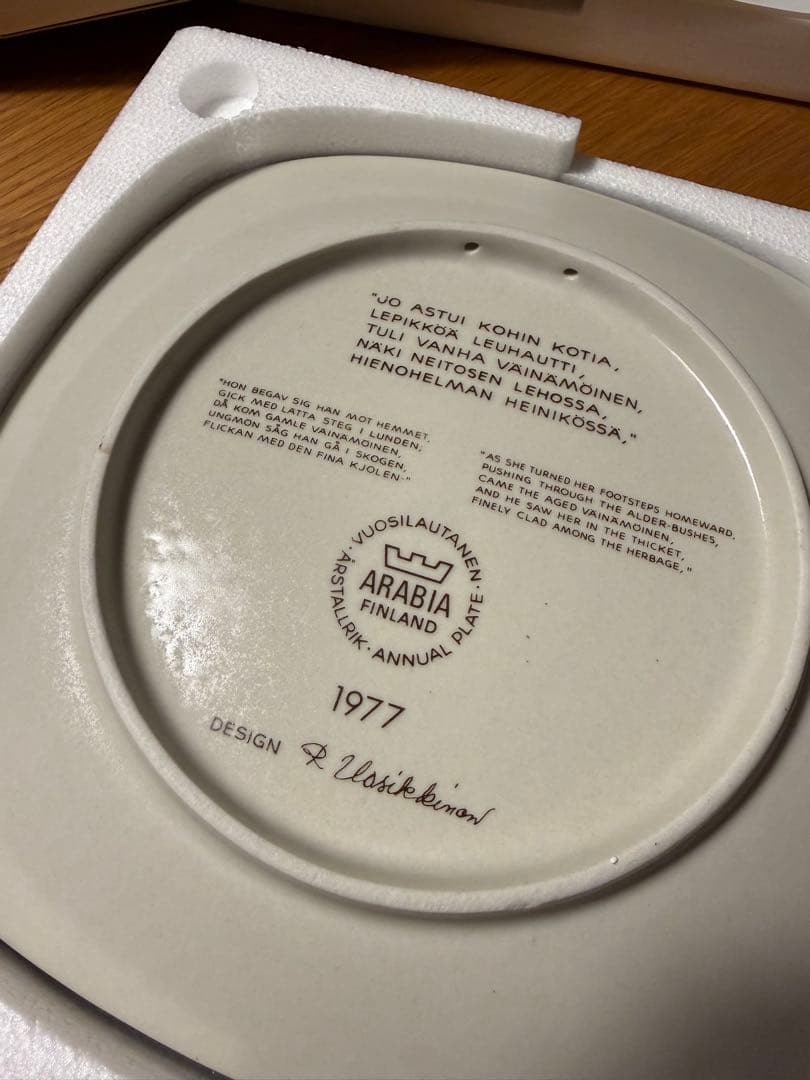 "JO ASTUI KOHIN KOTIA,
LEPIKKÖÄ LEUHAUTTI,
TULI VANHA VÄINÄMÖINEN,
NÄKI NEITOSEN LEHOSSA,
HIENOHELMAN HEINIKÖSSÄ,"
"HON BEGAV SIG HÄN MOT HEMMET,
GICK MED LÄTTA STEG I LUNDEN,
DÅ KOM GAMLE VÄINÄMÖINEN,
UNGMÖN SÅG HAN GÅ I SKOGEN,
FLICKAN MED DEN FINA KJOLEN-"
"AS SHE TURNED HER FOOTSTEPS HOMEWARD,
PUSHING THROUGH THE ALDER-BUSHES,
CAME THE AGED VÄINÄMÖINEN,
AND HE SAW HER IN THE THICKET,
FINELY CLAD AMONG THE HERBAGE,"
VUOSILAUTANEN · ANNUAL PLATE · ÅRSTALLRIK ·
ARABIA
FINLAND
1977
DESIGN R Uosikkinen